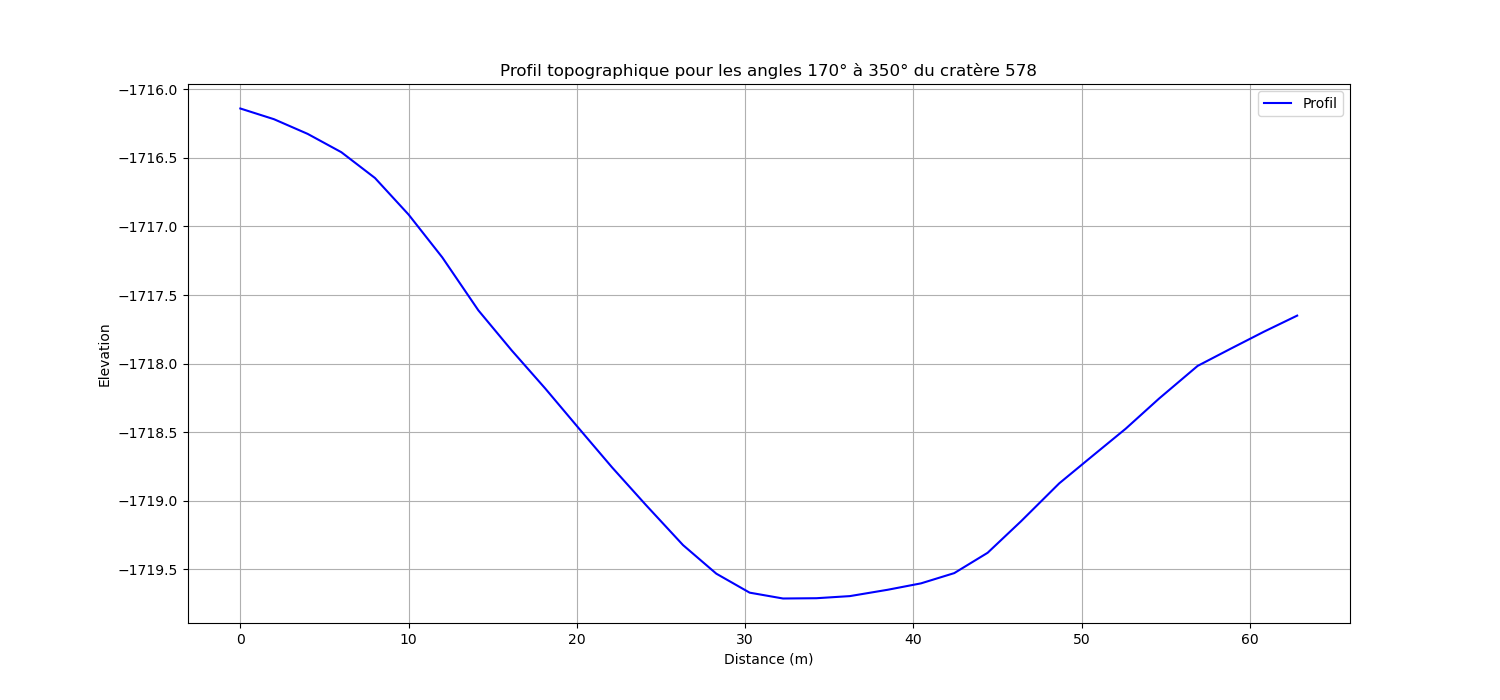 Profil topographique pour les angles 170° à 350° du cratère 578
Profil
−1716.0
−1716.5
−1717.0
−1717.5
−1718.0
−1718.5
−1719.0
−1719.5
Elevation
0 10 20 30 40 50 60
Distance (m)